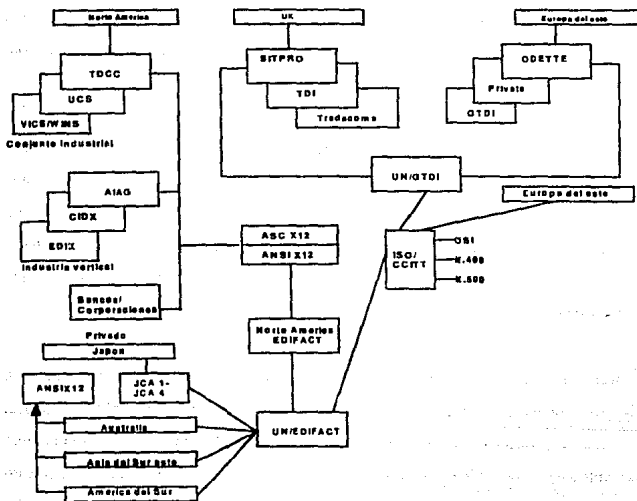 Norte America
UK
Europa del este
TDCC
UCS
VICS/WINS
Conjunto Industrial
SITPRO
TDI
Tradacoms
ODETTE
Private
GTDI
UN/GTDI
Europa del este
AIAG
CIDX
EDIX
Industria vertical
ASC X12
ANSI X12
ISO/
CCITT
OSI
X.400
X.500
Bancos/
Corporaciones
Privado
Japon
Norte America
EDIFACT
ANSIX12
JCA 1-
JCA 4
Australia
UN/EDIFACT
Asia del Sur este
America del Sur